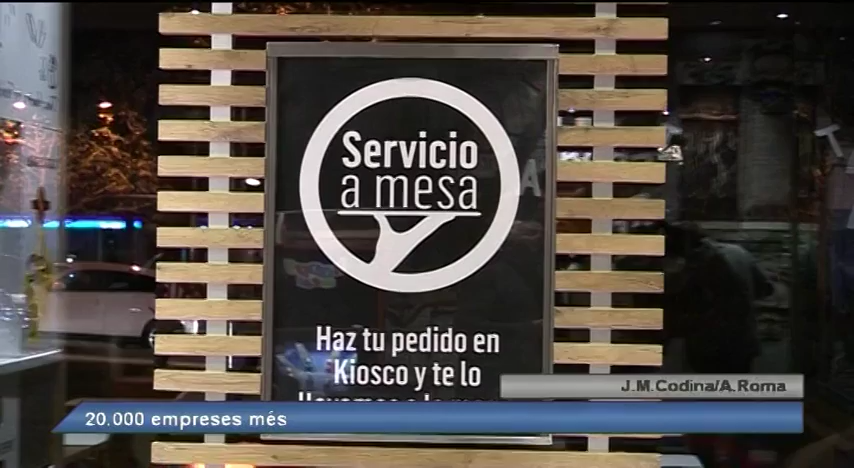 Servicio
a mesa
Haz tu pedido en
Kiosco y te lo
J.M.Codina/A.Roma
20.000 empreses més